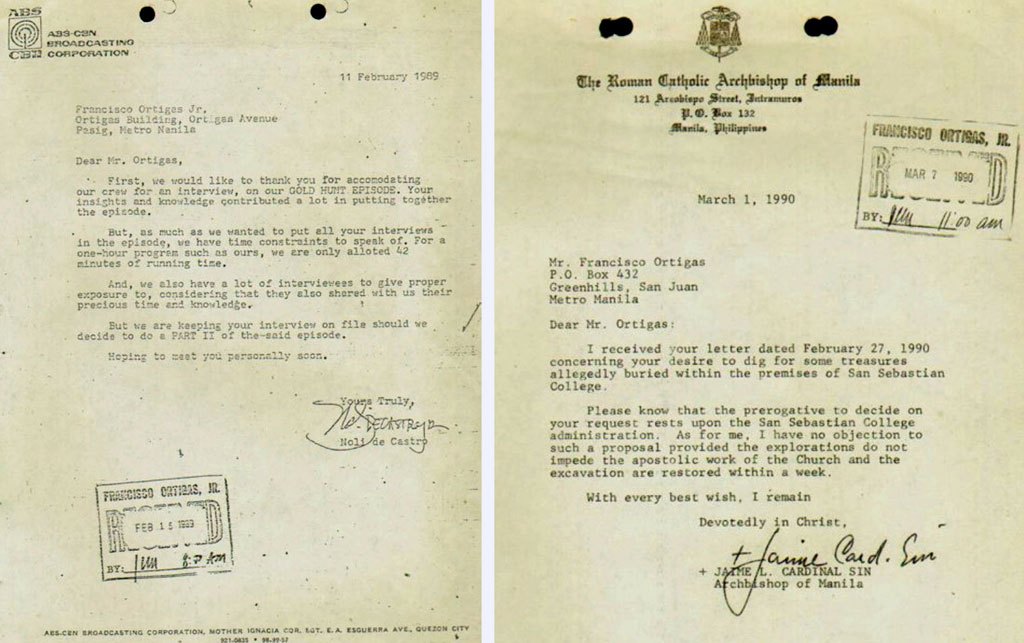 ABS
CBN
ABS-CBN
BROADCASTING
CORPORATION
11 February 1989
Francisco Ortigas Jr.
Ortigas Building, Ortigas Avenue
Pasig, Metro Manila
Dear Mr. Ortigas,
First, we would like to thank you for accomodating
our crew for an interview, on our GOLD HUNT EPISODE. Your
insights and knowledge contributed a lot in putting together
the episode.
But, as much as we wanted to put all your interviews
in the episode, we have time constraints to speak of. For a
one-hour program such as ours, we are only alloted 42
minutes of running time.
And, we also have a lot of interviewees to give proper
exposure to, considering that they also shared with us their
precious time and knowledge.
But we are keeping your interview on file should we
decide to do a PART II of the said episode.
Hoping to meet you personally soon.
Yours Truly,
Noli de Castro
FRANCISCO ORTIGAS, JR.
RECEIVED
FEB 15 1989
BY:
ABS-CBN BROADCASTING CORPORATION, MOTHER IGNACIA COR. SGT. E.A. ESGUERRA AVE., QUEZON CITY
The Roman Catholic Archbishop of Manila
121 Arzobispo Street, Intramuros
P. O. Box 132
Manila, Philippines
FRANCISCO ORTIGAS, JR.
RECEIVED
MAR 7 1990
BY: 11:00 am
March 1, 1990
Mr. Francisco Ortigas
P.O. Box 432
Greenhills, San Juan
Metro Manila
Dear Mr. Ortigas:
I received your letter dated February 27, 1990
concerning your desire to dig for some treasures
allegedly buried within the premises of San Sebastian
College.
Please know that the prerogative to decide on
your request rests upon the San Sebastian College
administration. As for me, I have no objection to
such a proposal provided the explorations do not
impede the apostolic work of the Church and the
excavation are restored within a week.
With every best wish, I remain
Devotedly in Christ,
+ Jaime Card. Sin
+ JAIME L. CARDINAL SIN
Archbishop of Manila